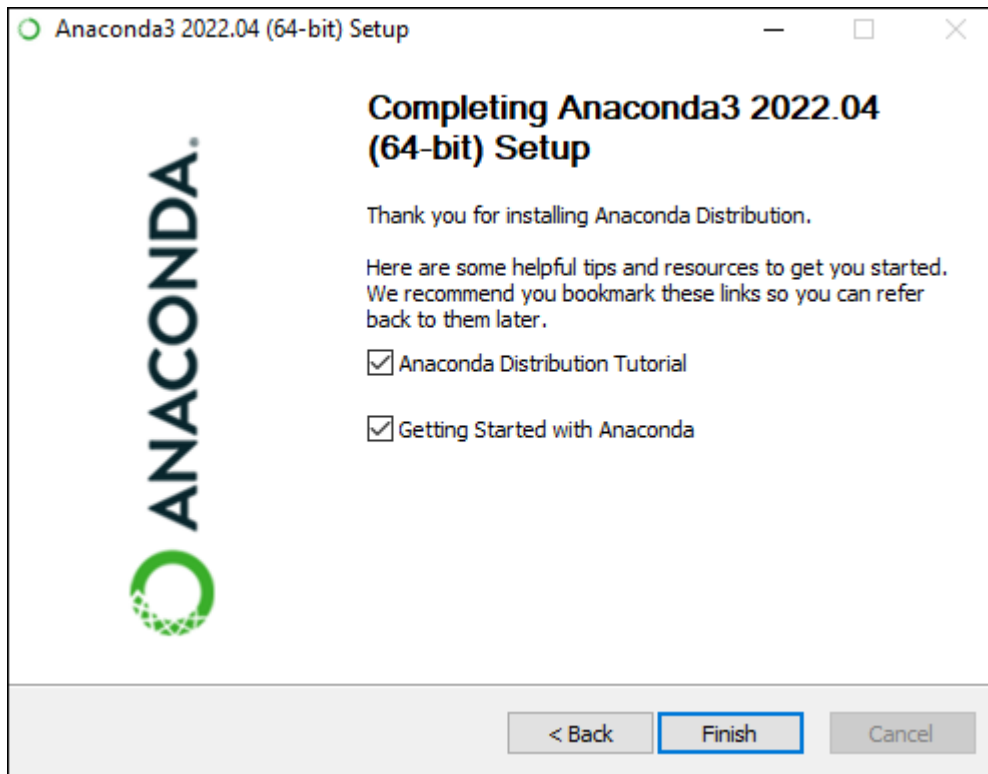 Anaconda3 2022.04 (64-bit) Setup
ANACONDA.
Completing Anaconda3 2022.04
(64-bit) Setup
Thank you for installing Anaconda Distribution.
Here are some helpful tips and resources to get you started.
We recommend you bookmark these links so you can refer
back to them later.
Anaconda Distribution Tutorial
Getting Started with Anaconda
< Back
Finish
Cancel